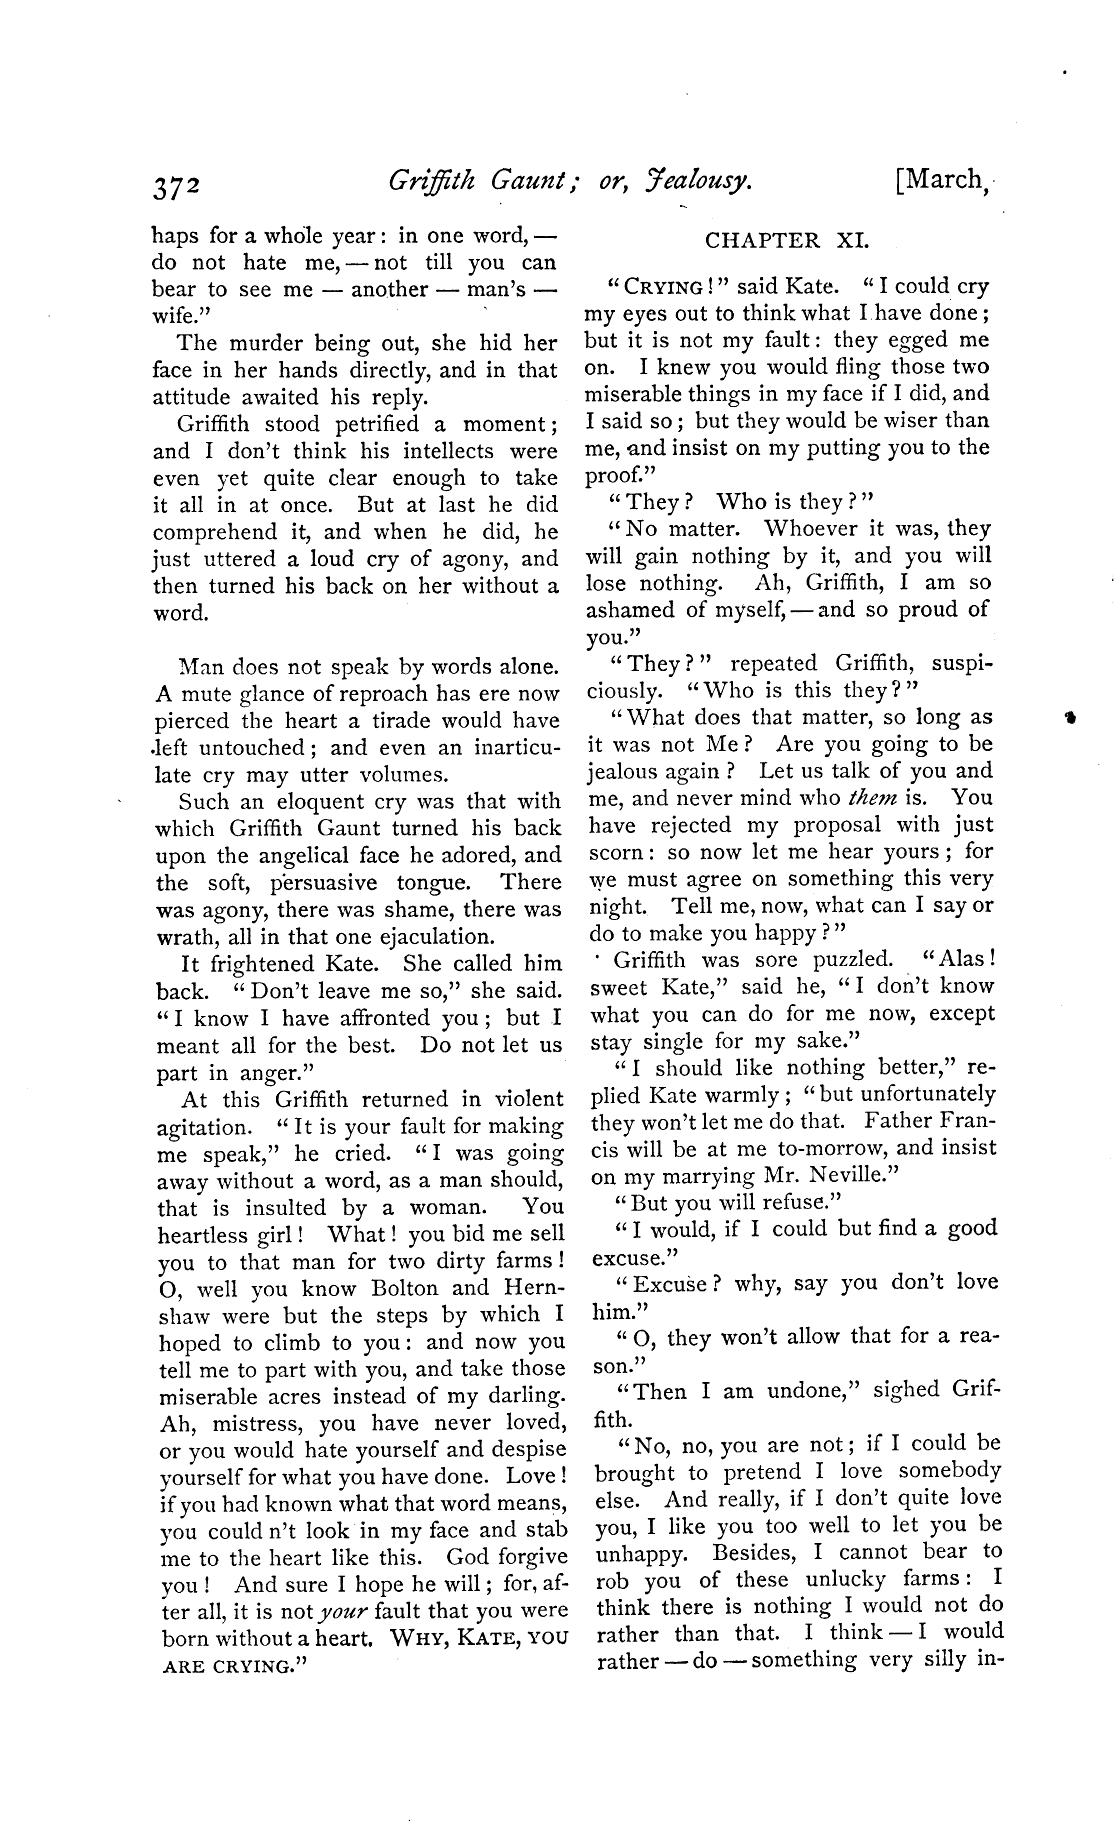 372 Griffith Gaunt; or, Jealousy. [March,
haps for a whole year: in one word, —
do not hate me, — not till you can
bear to see me — another — man's —
wife."
The murder being out, she hid her
face in her hands directly, and in that
attitude awaited his reply.
Griffith stood petrified a moment;
and I don't think his intellects were
even yet quite clear enough to take
it all in at once. But at last he did
comprehend it, and when he did, he
just uttered a loud cry of agony, and
then turned his back on her without a
word.
Man does not speak by words alone.
A mute glance of reproach has ere now
pierced the heart a tirade would have
left untouched; and even an inarticu-
late cry may utter volumes.
Such an eloquent cry was that with
which Griffith Gaunt turned his back
upon the angelical face he adored, and
the soft, persuasive tongue. There
was agony, there was shame, there was
wrath, all in that one ejaculation.
It frightened Kate. She called him
back. "Don't leave me so," she said.
"I know I have affronted you; but I
meant all for the best. Do not let us
part in anger."
At this Griffith returned in violent
agitation. "It is your fault for making
me speak," he cried. "I was going
away without a word, as a man should,
that is insulted by a woman. You
heartless girl! What! you bid me sell
you to that man for two dirty farms!
O, well you know Bolton and Hern-
shaw were but the steps by which I
hoped to climb to you: and now you
tell me to part with you, and take those
miserable acres instead of my darling.
Ah, mistress, you have never loved,
or you would hate yourself and despise
yourself for what you have done. Love!
if you had known what that word means,
you could n't look in my face and stab
me to the heart like this. God forgive
you! And sure I hope he will; for, af-
ter all, it is not your fault that you were
born without a heart. WHY, KATE, YOU
ARE CRYING."
CHAPTER XI.
"CRYING!" said Kate. "I could cry
my eyes out to think what I have done;
but it is not my fault: they egged me
on. I knew you would fling those two
miserable things in my face if I did, and
I said so; but they would be wiser than
me, and insist on my putting you to the
proof."
"They? Who is they?"
"No matter. Whoever it was, they
will gain nothing by it, and you will
lose nothing. Ah, Griffith, I am so
ashamed of myself, — and so proud of
you."
"They?" repeated Griffith, suspi-
ciously. "Who is this they?"
"What does that matter, so long as
it was not Me? Are you going to be
jealous again? Let us talk of you and
me, and never mind who them is. You
have rejected my proposal with just
scorn: so now let me hear yours; for
we must agree on something this very
night. Tell me, now, what can I say or
do to make you happy?"
Griffith was sore puzzled. "Alas!
sweet Kate," said he, "I don't know
what you can do for me now, except
stay single for my sake."
"I should like nothing better," re-
plied Kate warmly; "but unfortunately
they won't let me do that. Father Fran-
cis will be at me to-morrow, and insist
on my marrying Mr. Neville."
"But you will refuse."
"I would, if I could but find a good
excuse."
"Excuse? why, say you don't love
him."
"O, they won't allow that for a rea-
son."
"Then I am undone," sighed Grif-
fith.
"No, no, you are not; if I could be
brought to pretend I love somebody
else. And really, if I don't quite love
you, I like you too well to let you be
unhappy. Besides, I cannot bear to
rob you of these unlucky farms: I
think there is nothing I would not do
rather than that. I think — I would
rather — do — something very silly in-